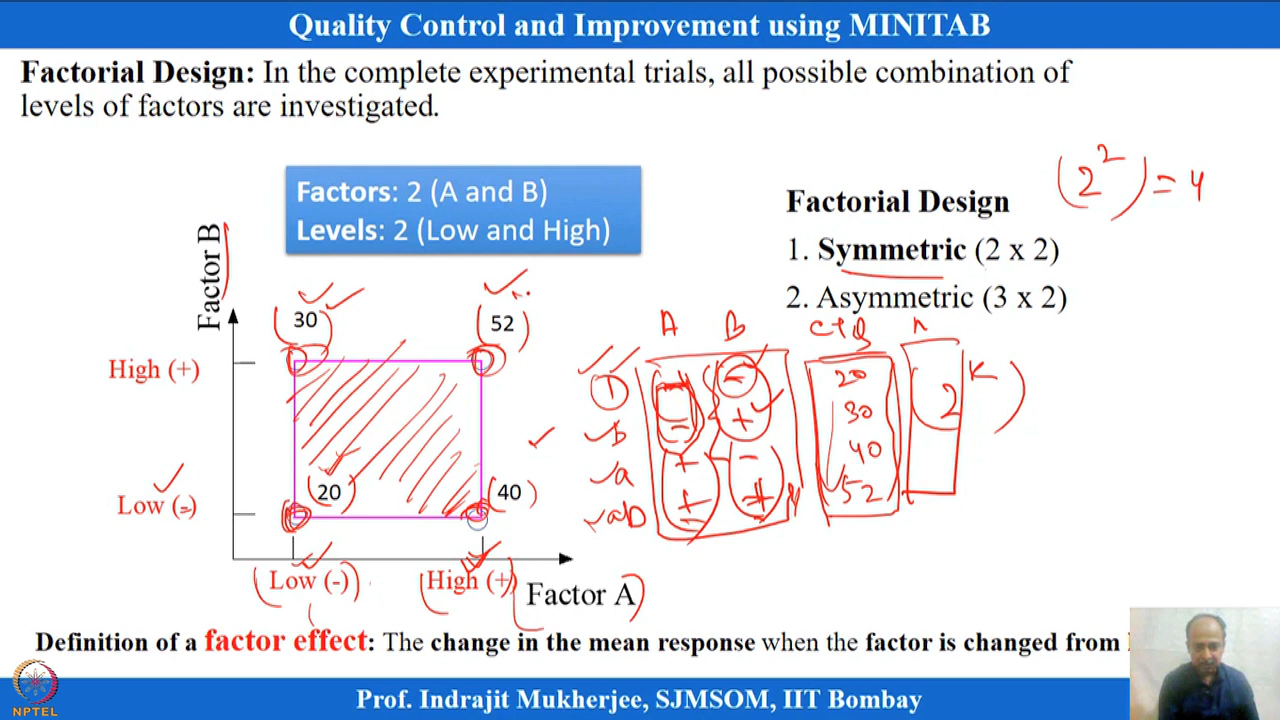 Quality Control and Improvement using MINITAB
Factorial Design: In the complete experimental trials, all possible combination of
levels of factors are investigated.
(2²) = 4
Factors: 2 (A and B)
Levels: 2 (Low and High)
Factorial Design
1. Symmetric (2 x 2)
2. Asymmetric (3 x 2)
Factor B
30
52
High (+)
20
40
Low (-)
Low (-)
High (+)
Factor A
A B CTQ
(1) - - 20
b - + 30
a + - 40
ab + + 52
2^K
Definition of a factor effect: The change in the mean response when the factor is changed from
NPTEL
Prof. Indrajit Mukherjee, SJMSOM, IIT Bombay